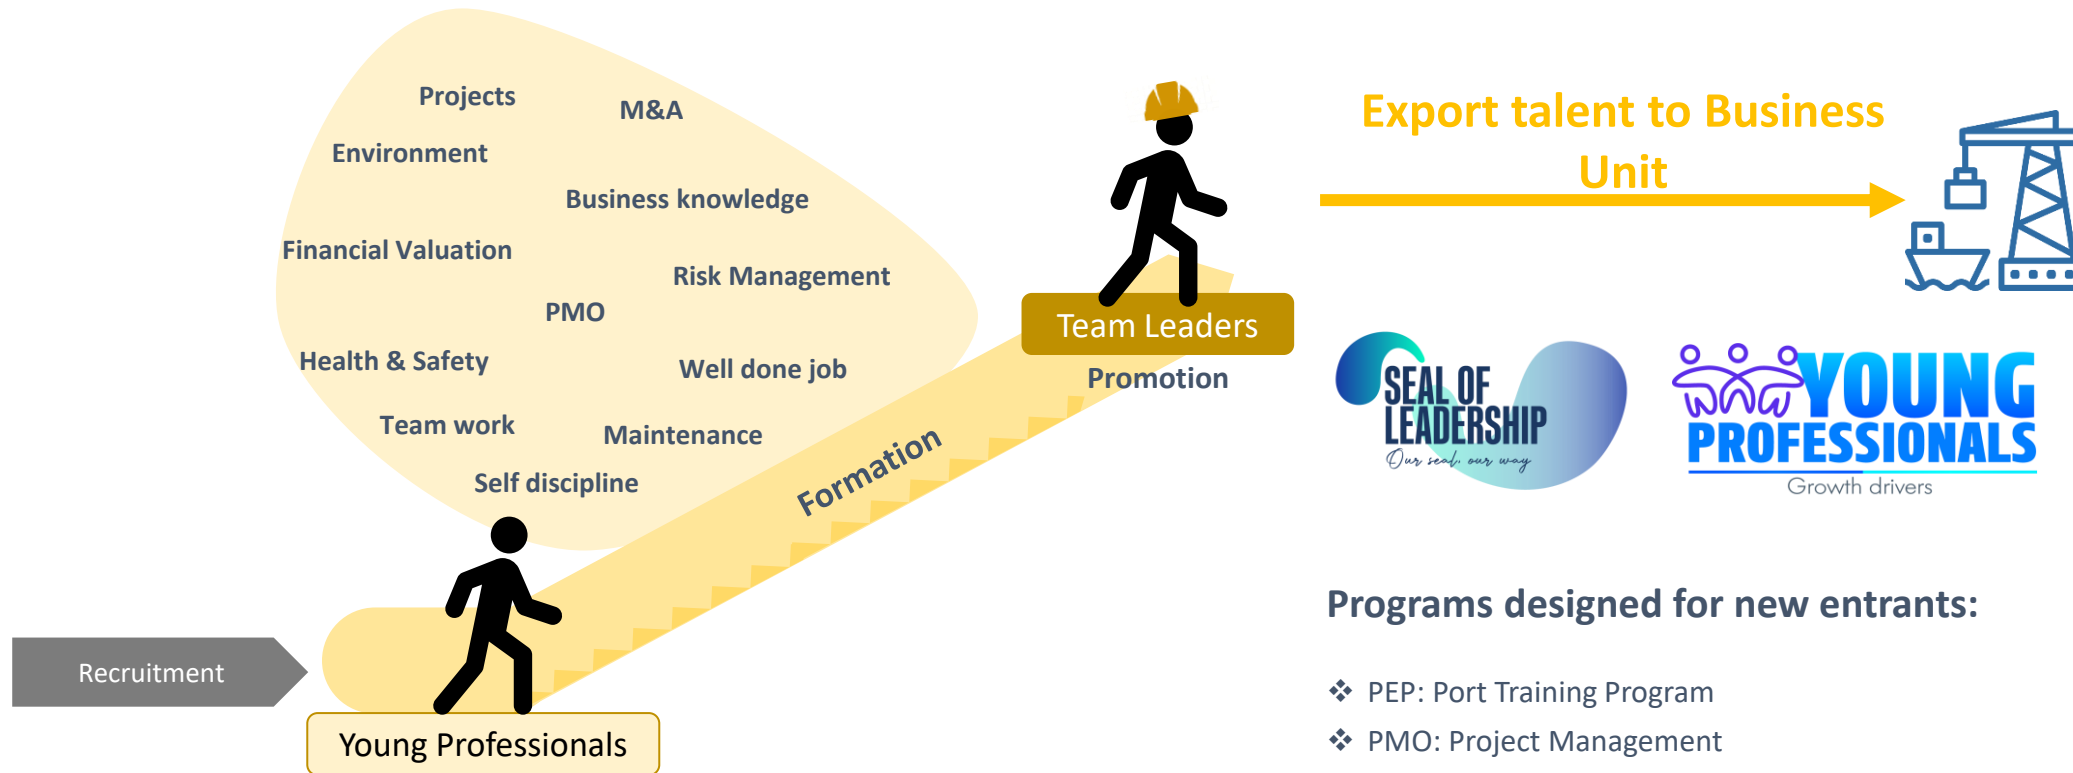 Projects
M&A
Environment
Business knowledge
Financial Valuation
Risk Management
PMO
Health & Safety
Well done job
Team work
Maintenance
Self discipline
Formation
Recruitment
Young Professionals
Team Leaders
Promotion
Export talent to Business
Unit
SEAL OF
LEADERSHIP
Our seal, our way
YOUNG
PROFESSIONALS
Growth drivers
Programs designed for new entrants:
❖ PEP: Port Training Program
❖ PMO: Project Management